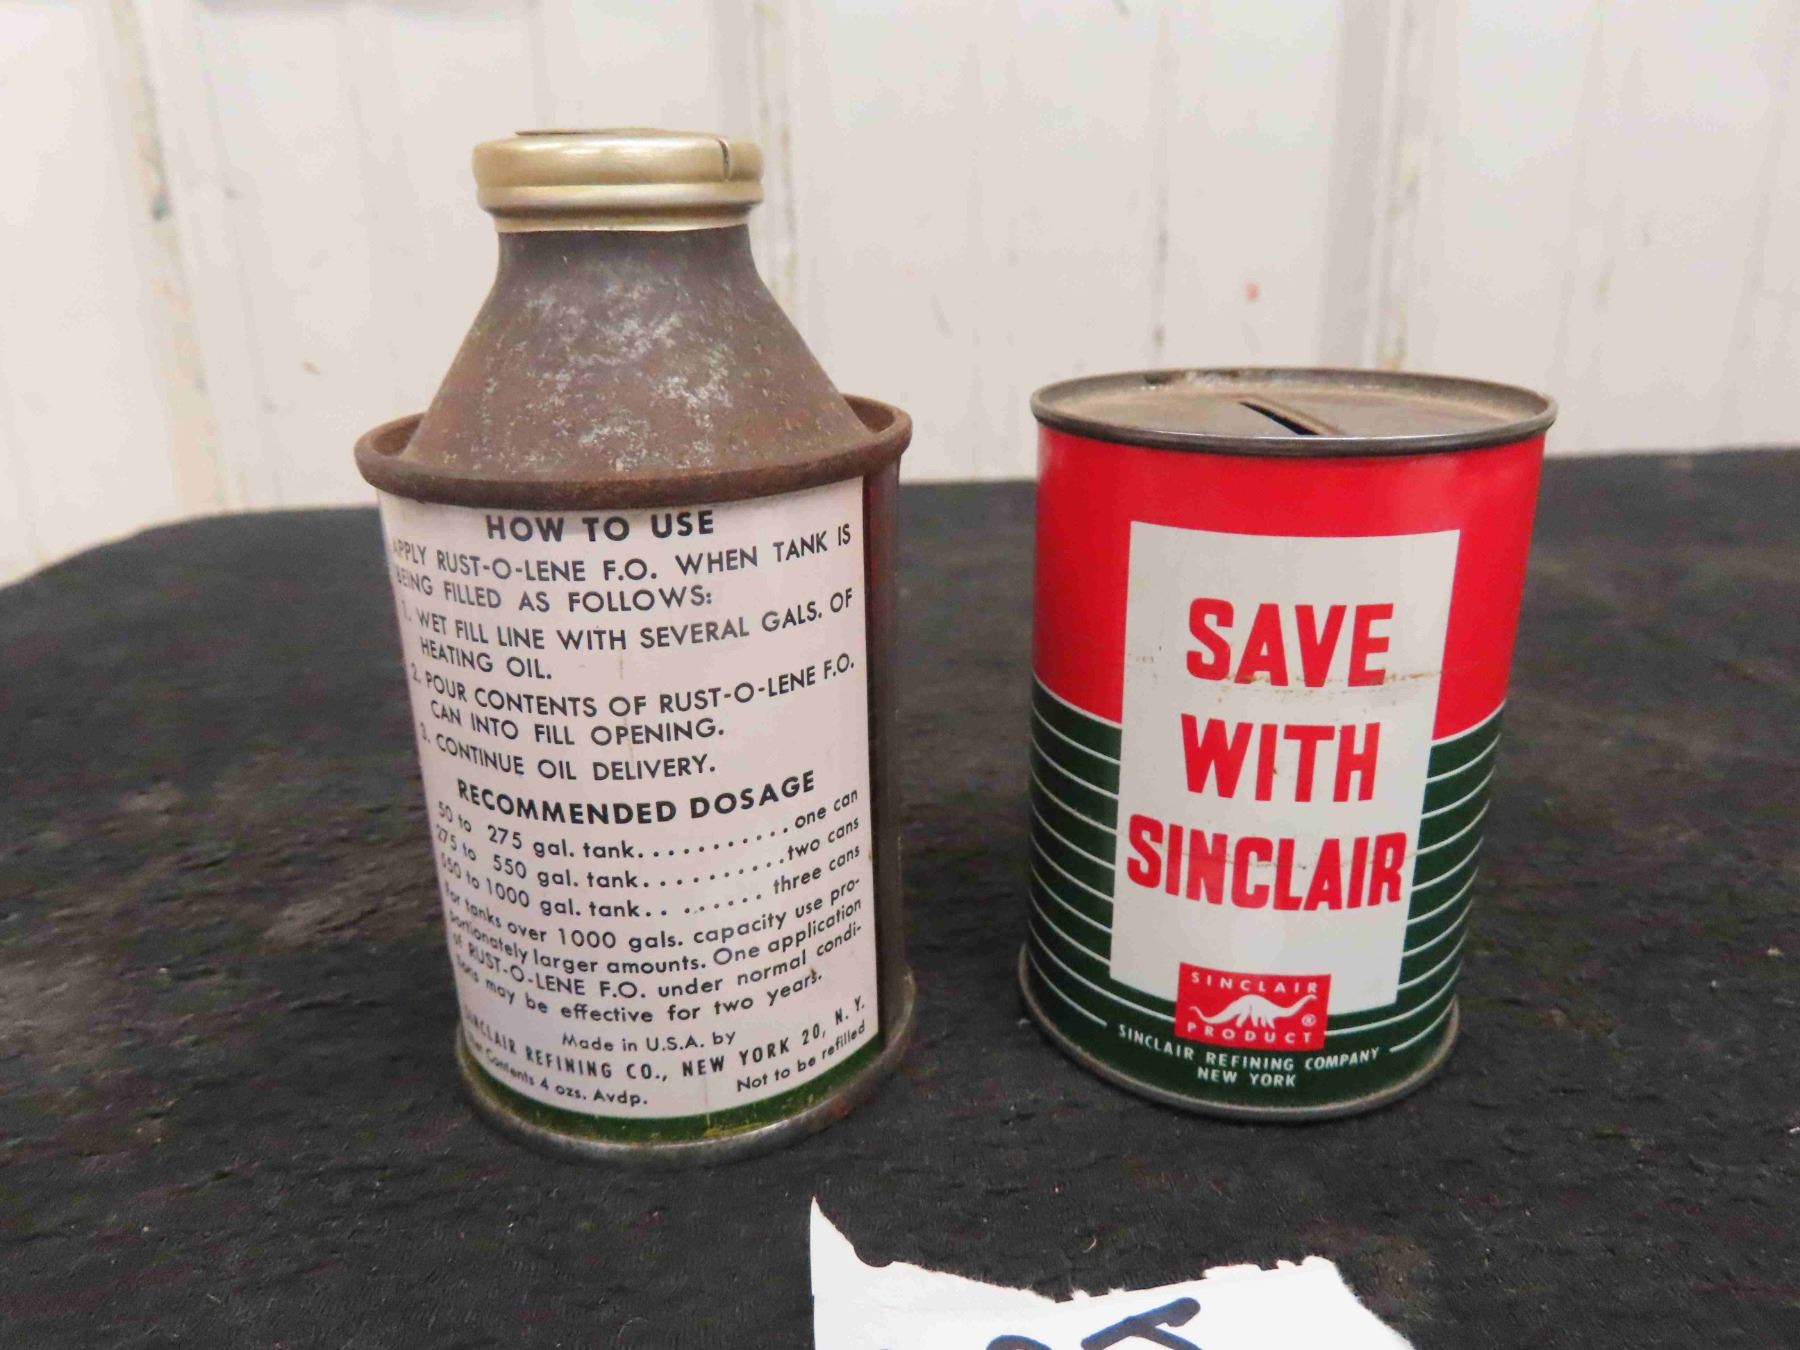 HOW TO USE
APPLY RUST-O-LENE F.O. WHEN TANK IS
BEING FILLED AS FOLLOWS:
1. WET FILL LINE WITH SEVERAL GALS. OF
HEATING OIL.
2. POUR CONTENTS OF RUST-O-LENE F.O.
CAN INTO FILL OPENING.
3. CONTINUE OIL DELIVERY.
RECOMMENDED DOSAGE
50 to 275 gal. tank...........one can
275 to 550 gal. tank..........two cans
550 to 1000 gal. tank.........three cans
For tanks over 1000 gals. capacity use pro-
portionately larger amounts. One application
of RUST-O-LENE F.O. under normal condi-
tions may be effective for two years.
Made in U.S.A. by
SINCLAIR REFINING CO., NEW YORK 20, N. Y.
Contents 4 ozs. Avdp. Not to be refilled
SAVE
WITH
SINCLAIR
SINCLAIR
®
PRODUCT
SINCLAIR REFINING COMPANY
NEW YORK